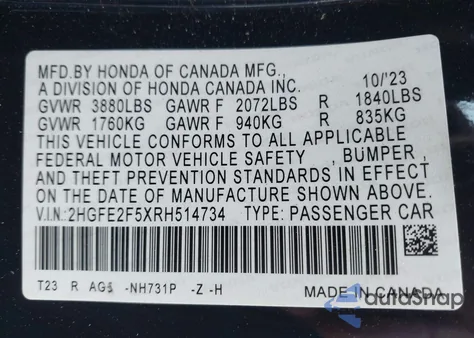 MFD.BY HONDA OF CANADA MFG.,
A DIVISION OF HONDA CANADA INC. 10/'23
GVWR 3880LBS GAWR F 2072LBS R 1840LBS
GVWR 1760KG GAWR F 940KG R 835KG
THIS VEHICLE CONFORMS TO ALL APPLICABLE
FEDERAL MOTOR VEHICLE SAFETY , BUMPER ,
AND THEFT PREVENTION STANDARDS IN EFFECT
ON THE DATE OF MANUFACTURE SHOWN ABOVE.
V.I.N:2HGFE2F5XRH514734 TYPE: PASSENGER CAR
T23 R AGS -NH731P -Z -H MADE IN CANADA
autosnap